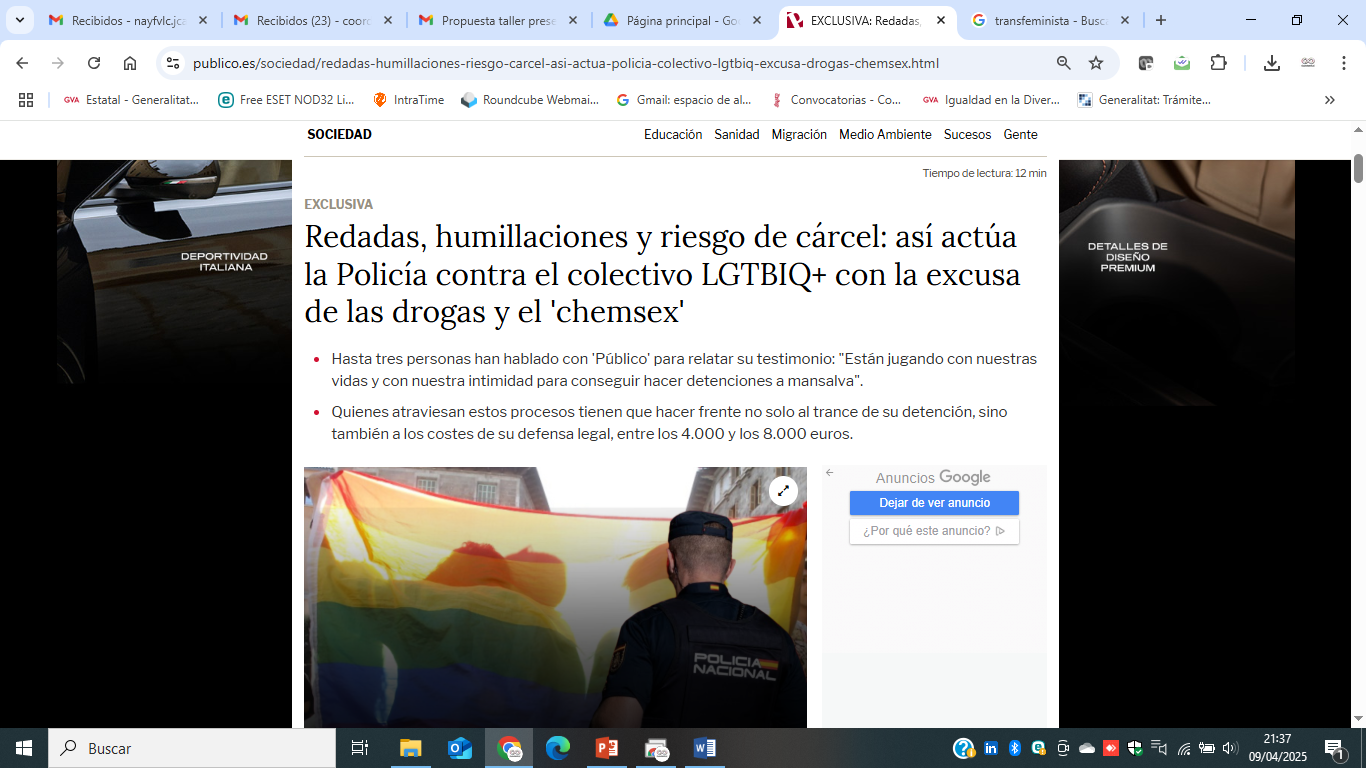 Recibidos - nayfvlc.jca
Recibidos (23) - coorc
Propuesta taller prese
Página principal - Goo
EXCLUSIVA: Redadas,
transfeminista - Busca
publico.es/sociedad/redadas-humillaciones-riesgo-carcel-asi-actua-policia-colectivo-lgtbiq-excusa-drogas-chemsex.html
GVA Estatal - Generalitat...
Free ESET NOD32 Li...
IntraTime
Roundcube Webmai...
Gmail: espacio de al...
Convocatorias - Co...
GVA Igualdad en la Diver...
Generalitat: Trámite...
SOCIEDAD
Educación Sanidad Migración Medio Ambiente Sucesos Gente
Tiempo de lectura: 12 min
EXCLUSIVA
Redadas, humillaciones y riesgo de cárcel: así actúa
la Policía contra el colectivo LGTBIQ+ con la excusa
de las drogas y el 'chemsex'
DEPORTIVIDAD
ITALIANA
DETALLES DE
DISEÑO
PREMIUM
Hasta tres personas han hablado con 'Público' para relatar su testimonio: "Están jugando con nuestras
vidas y con nuestra intimidad para conseguir hacer detenciones a mansalva".
Quienes atraviesan estos procesos tienen que hacer frente no solo al trance de su detención, sino
también a los costes de su defensa legal, entre los 4.000 y los 8.000 euros.
Anuncios Google
Dejar de ver anuncio
¿Por qué este anuncio?
POLICIA
NACIONAL
Buscar
21:37
09/04/2025
1